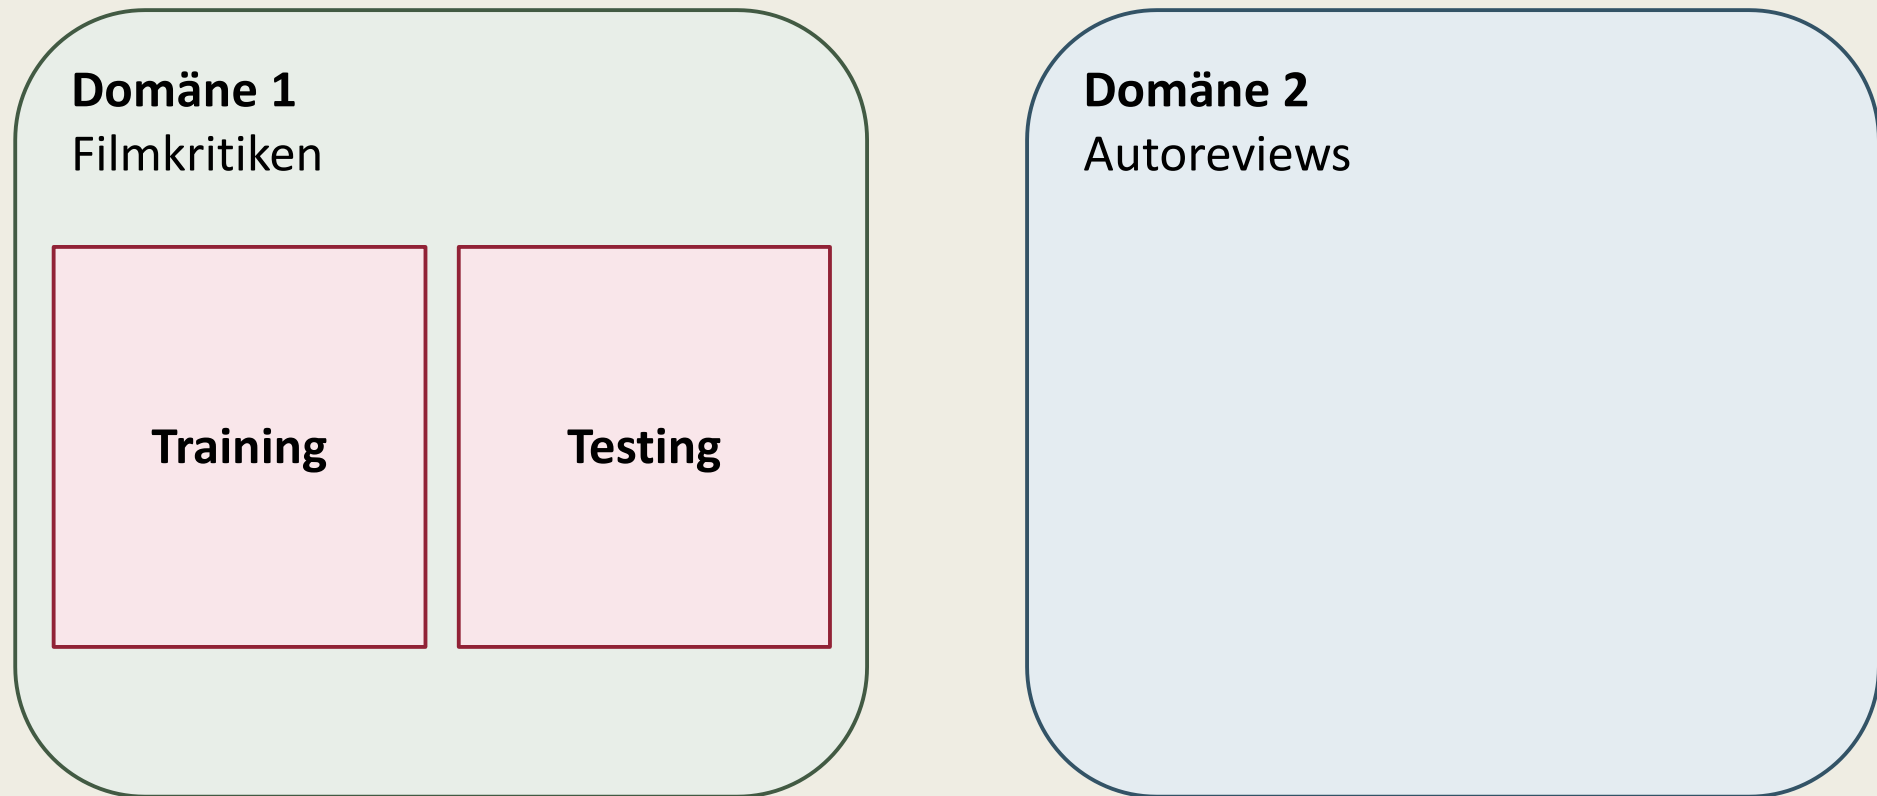 Domäne 1
Filmkritiken
Training
Testing
Domäne 2
Autoreviews